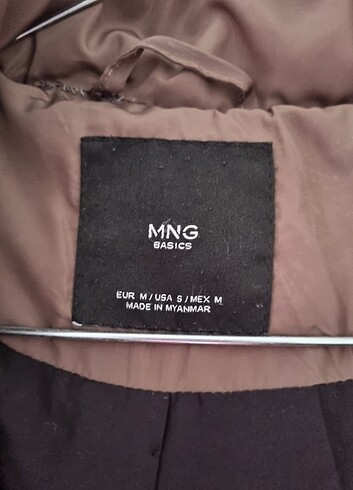 MNG
BASICS
EUR M / USA S / MEX M
MADE IN MYANMAR